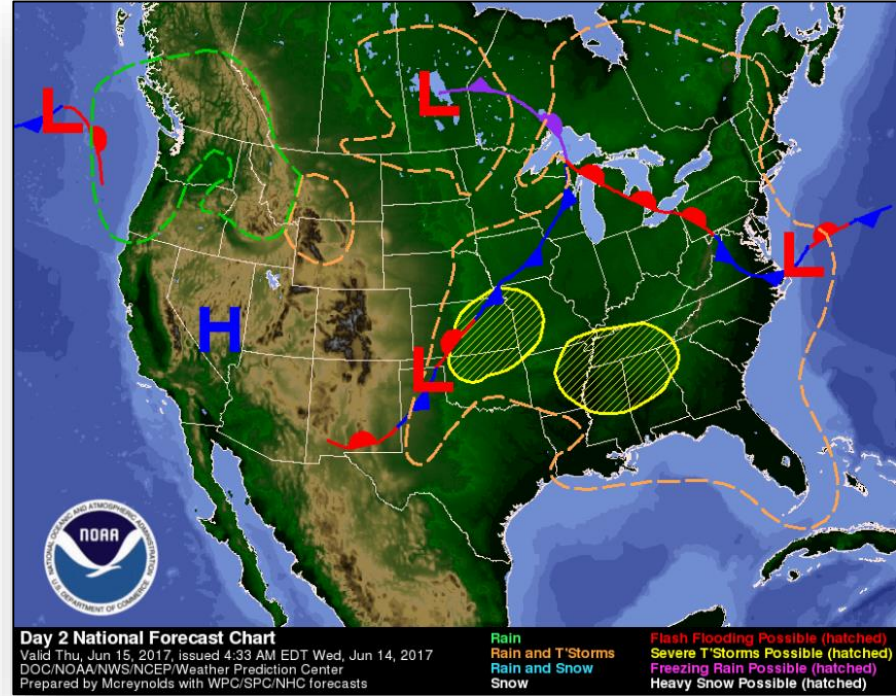 L
L
L
H
L
NATIONAL OCEANIC AND ATMOSPHERIC ADMINISTRATION
NOAA
U.S. DEPARTMENT OF COMMERCE
Day 2 National Forecast Chart
Valid Thu, Jun 15, 2017, issued 4:33 AM EDT Wed, Jun 14, 2017
DOC/NOAA/NWS/NCEP/Weather Prediction Center
Prepared by Mcreynolds with WPC/SPC/NHC forecasts
Rain
Rain and T'Storms
Rain and Snow
Snow
Flash Flooding Possible (hatched)
Severe T'Storms Possible (hatched)
Freezing Rain Possible (hatched)
Heavy Snow Possible (hatched)